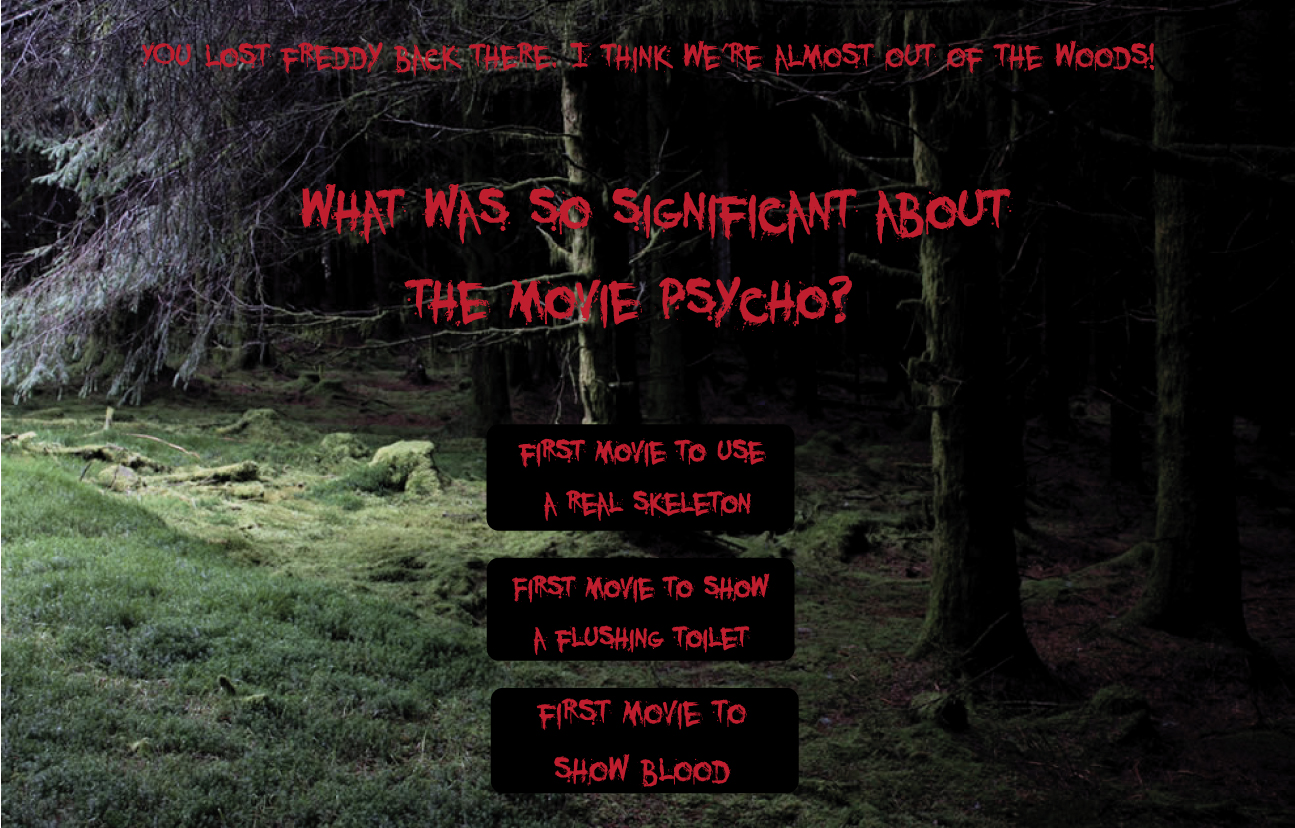 YOU LOST FREDDY BACK THERE. I THINK WE'RE ALMOST OUT OF THE WOODS!
WHAT WAS SO SIGNIFICANT ABOUT
THE MOVIE PSYCHO?
FIRST MOVIE TO USE
A REAL SKELETON
FIRST MOVIE TO SHOW
A FLUSHING TOILET
FIRST MOVIE TO
SHOW BLOOD